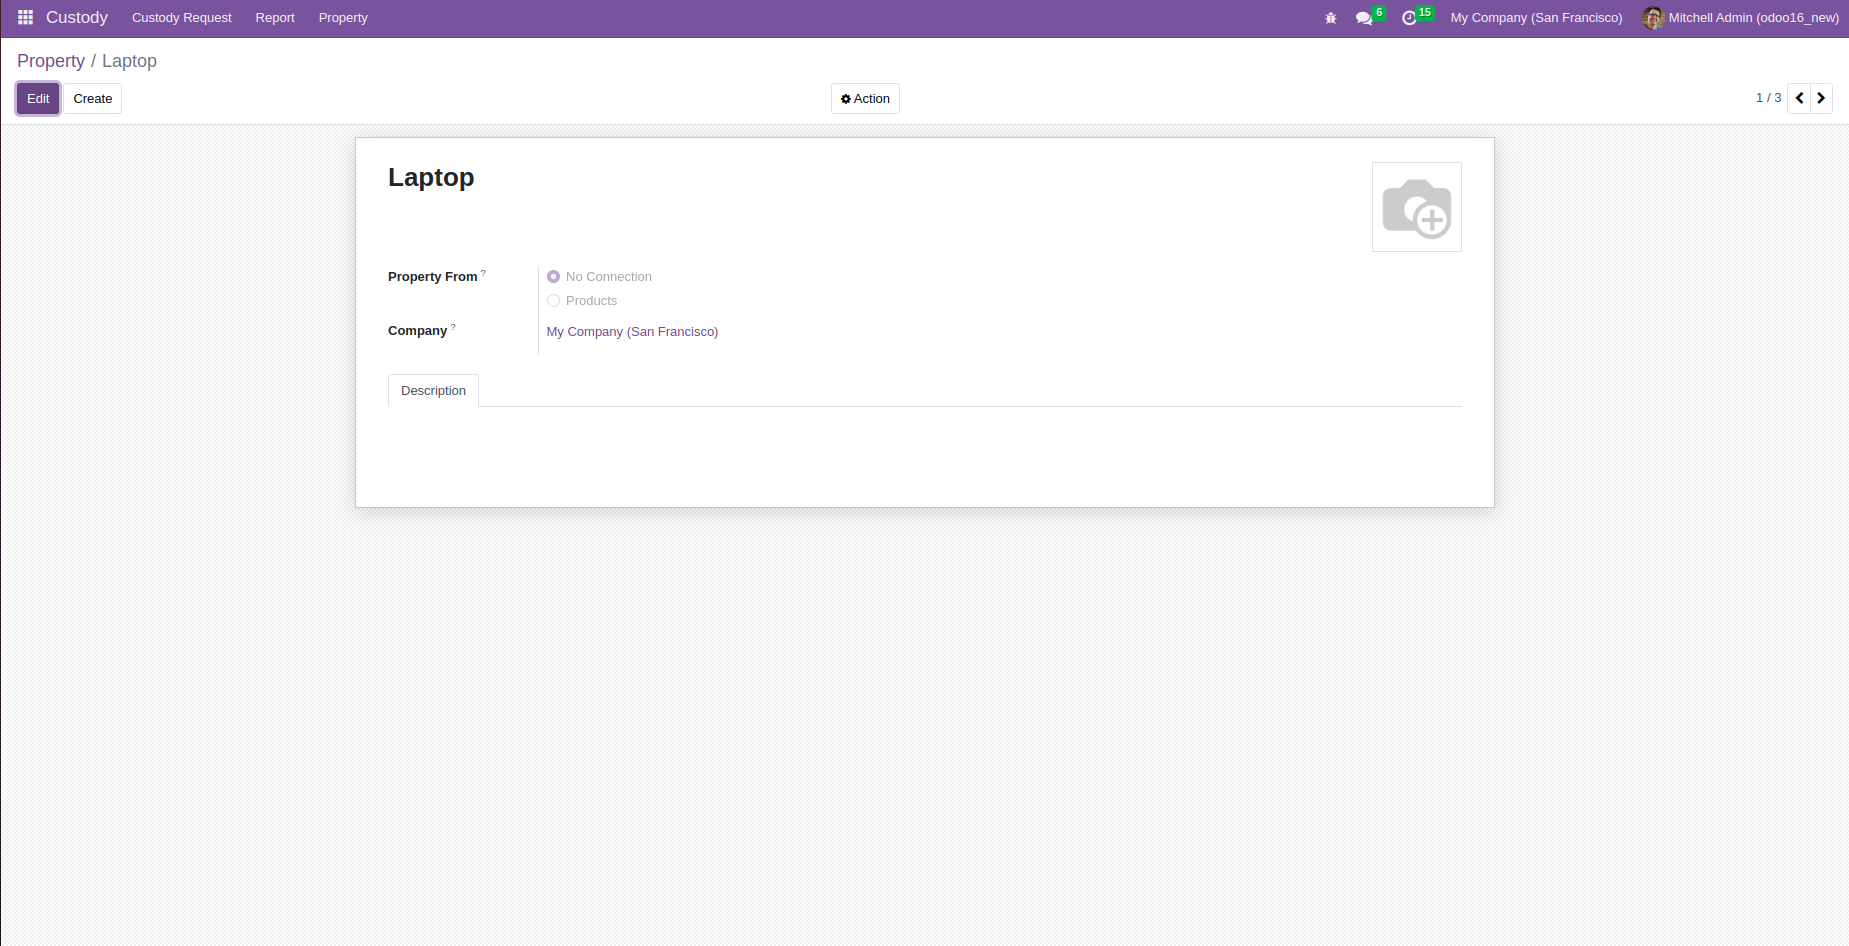 Custody Custody Request Report Property 6 15 My Company (San Francisco) Mitchell Admin (odoo16_new)
Property / Laptop
Edit Create Action 1 / 3
Laptop
Property From ? No Connection
Products
Company ? My Company (San Francisco)
Description